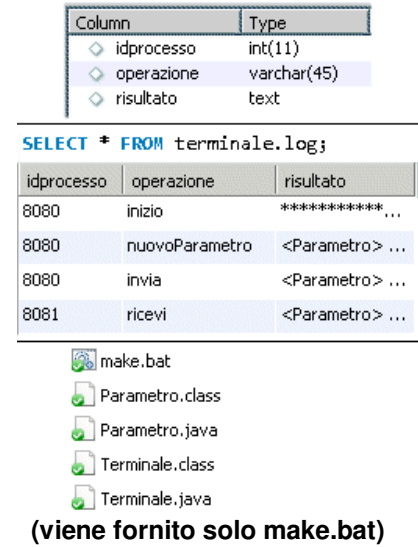 Column Type
idprocesso int(11)
operazione varchar(45)
risultato text
SELECT * FROM terminale.log;
idprocesso operazione risultato
8080 inizio ***********...
8080 nuovoParametro <Parametro> ...
8080 invia <Parametro> ...
8081 ricevi <Parametro> ...
make.bat
Parametro.class
Parametro.java
Terminale.class
Terminale.java
(viene fornito solo make.bat)